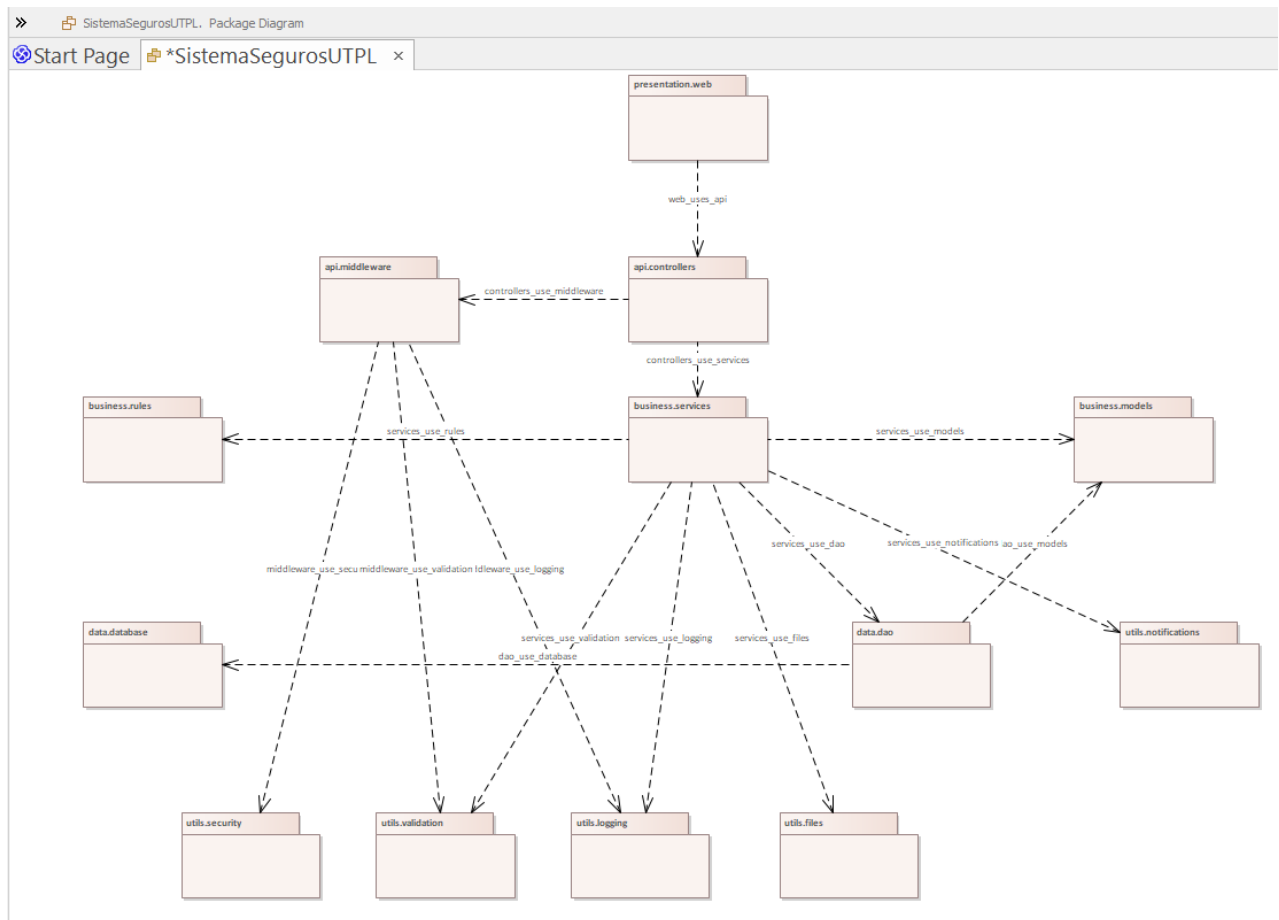 SistemaSegurosUTPL. Package Diagram
Start Page
*SistemaSegurosUTPL ×
presentation.web
web_uses_api
api.middleware
api.controllers
controllers_use_middleware
controllers_use_services
business.rules
business.services
business.models
services_use_rules
services_use_models
services_use_dao
services_use_notifications
ao_use_models
middleware_use_secu
middleware_use_validation
ldleware_use_logging
data.database
data.dao
utils.notifications
services_use_validation
services_use_logging
services_use_files
dao_use_database
utils.security
utils.validation
utils.logging
utils.files